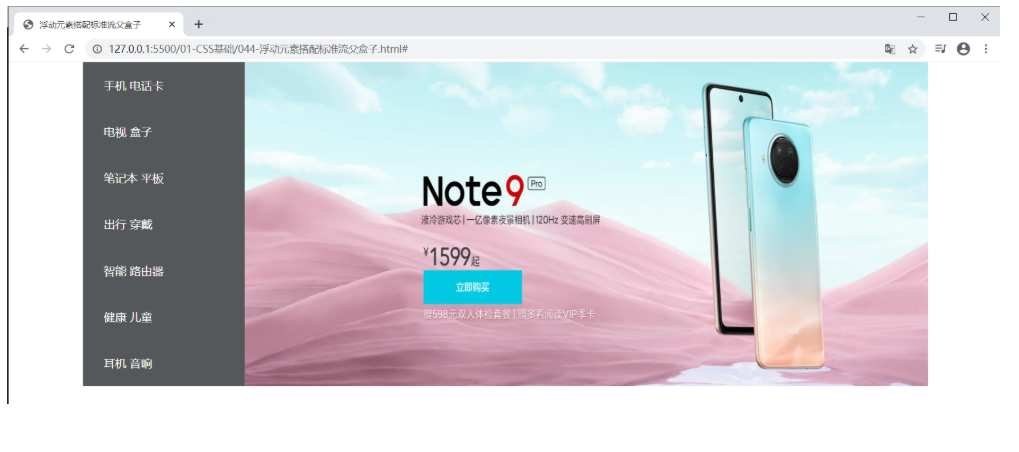 浮动元素搭配标准流父盒子
127.0.0.1:5500/01-CSS基础/044-浮动元素搭配标准流父盒子.html#
手机 电话卡
电视 盒子
笔记本 平板
出行 穿戴
智能 路由器
健康 儿童
耳机 音响
Note 9 Pro
液冷游戏芯 | 一亿像素夜景相机 | 120Hz 变速高刷屏
¥1599起
立即购买
赠598元双人体检套餐 | 赠多看阅读VIP季卡